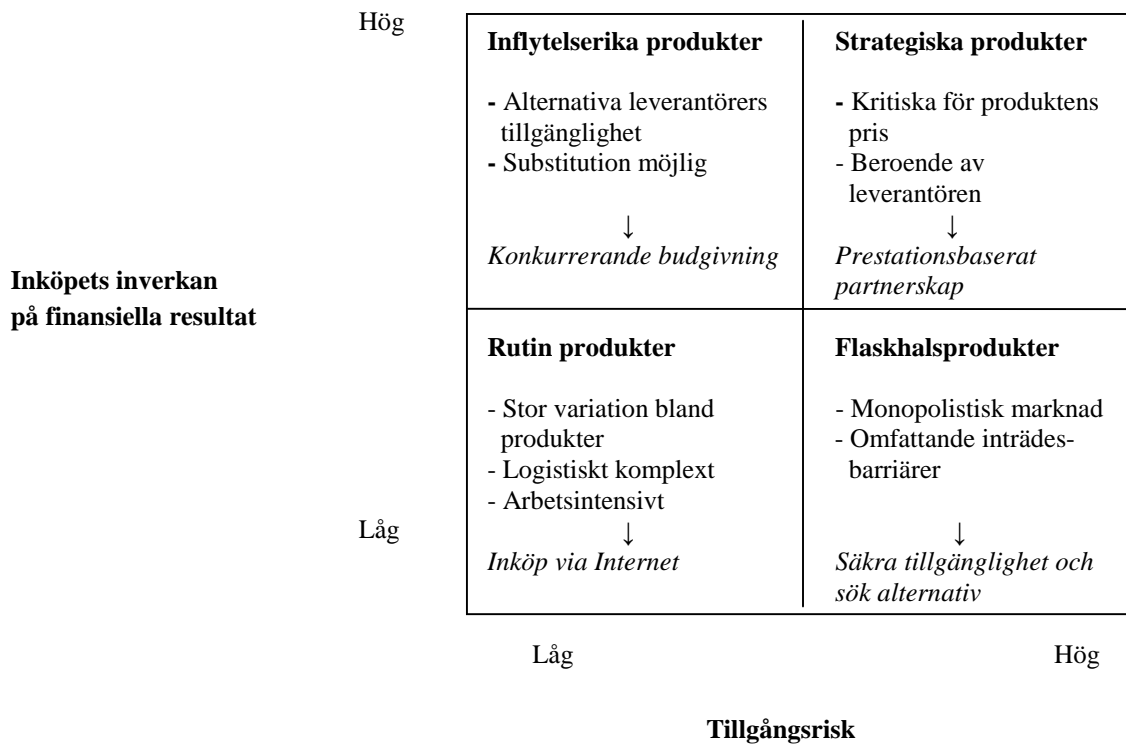 Hög
Inflytelserika produkter
- Alternativa leverantörers
tillgänglighet
- Substitution möjlig
↓
Konkurrerande budgivning
Strategiska produkter
- Kritiska för produktens
pris
- Beroende av
leverantören
↓
Prestationsbaserat
partnerskap
Inköpets inverkan
på finansiella resultat
Rutin produkter
- Stor variation bland
produkter
- Logistiskt komplext
- Arbetsintensivt
↓
Inköp via Internet
Flaskhalsprodukter
- Monopolistisk marknad
- Omfattande inträdes-
barriärer
↓
Säkra tillgänglighet och
sök alternativ
Låg
Låg
Hög
Tillgångsrisk